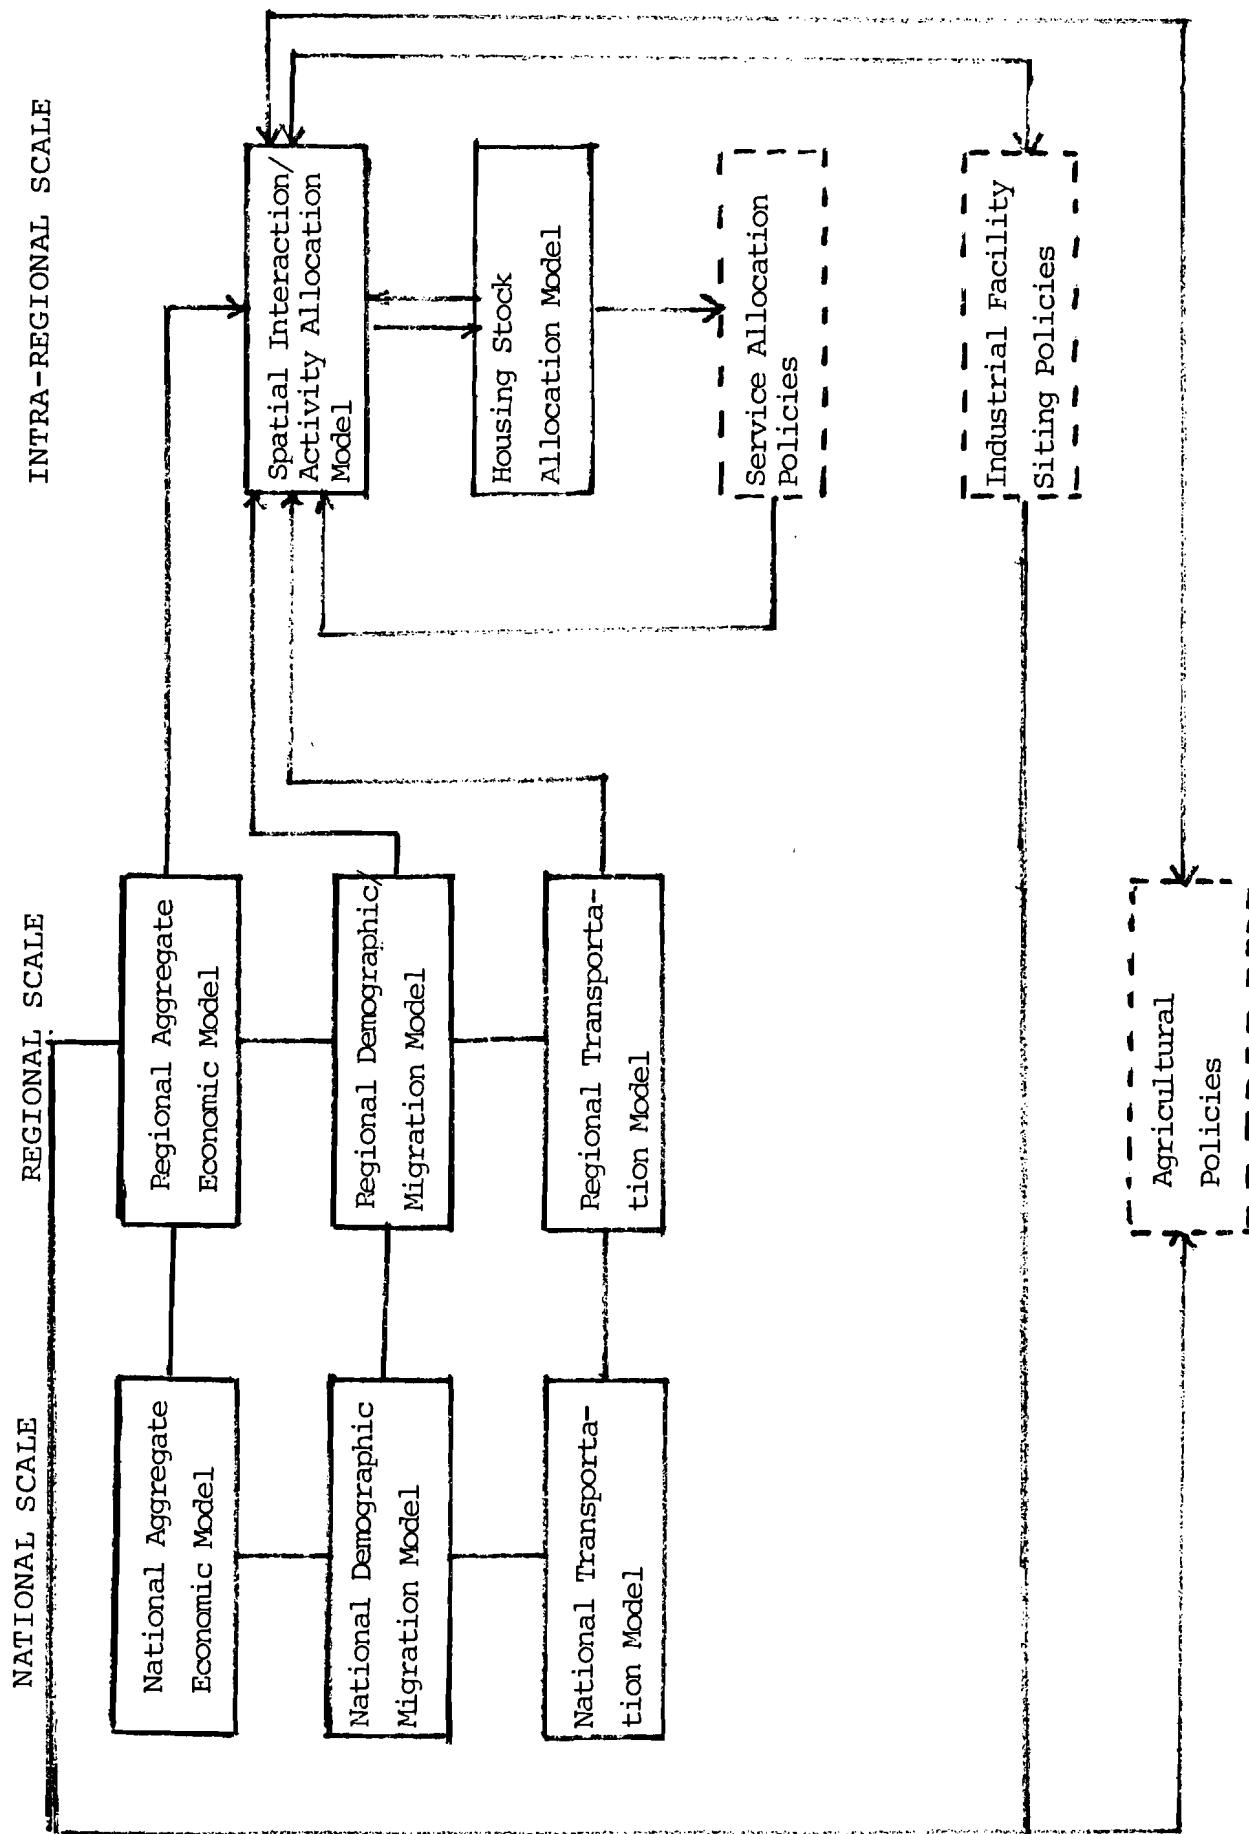 NATIONAL SCALE
REGIONAL SCALE
INTRA-REGIONAL SCALE
National Aggregate
Economic Model
Regional Aggregate
Economic Model
Spatial Interaction/
Activity Allocation
Model
National Demographic
Migration Model
Regional Demographic/
Migration Model
Housing Stock
Allocation Model
National Transporta-
tion Model
Regional Transporta-
tion Model
Service Allocation
Policies
Industrial Facility
Siting Policies
Agricultural
Policies